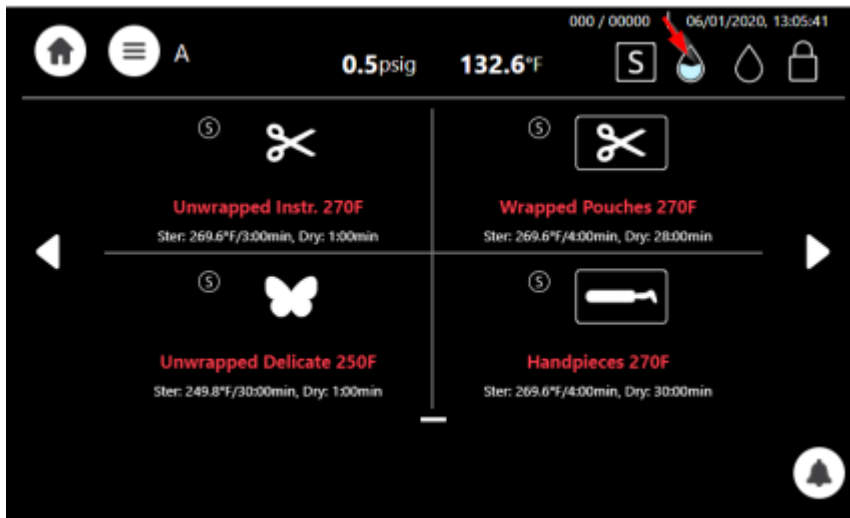 000 / 00000 06/01/2020, 13:05:41
A 0.5psig 132.6°F S
S
Unwrapped Instr. 270F
Ster: 269.6°F/3:00min, Dry: 1:00min
S
Wrapped Pouches 270F
Ster: 269.6°F/4:00min, Dry: 28:00min
S
Unwrapped Delicate 250F
Ster: 249.8°F/30:00min, Dry: 1:00min
S
Handpieces 270F
Ster: 269.6°F/4:00min, Dry: 30:00min